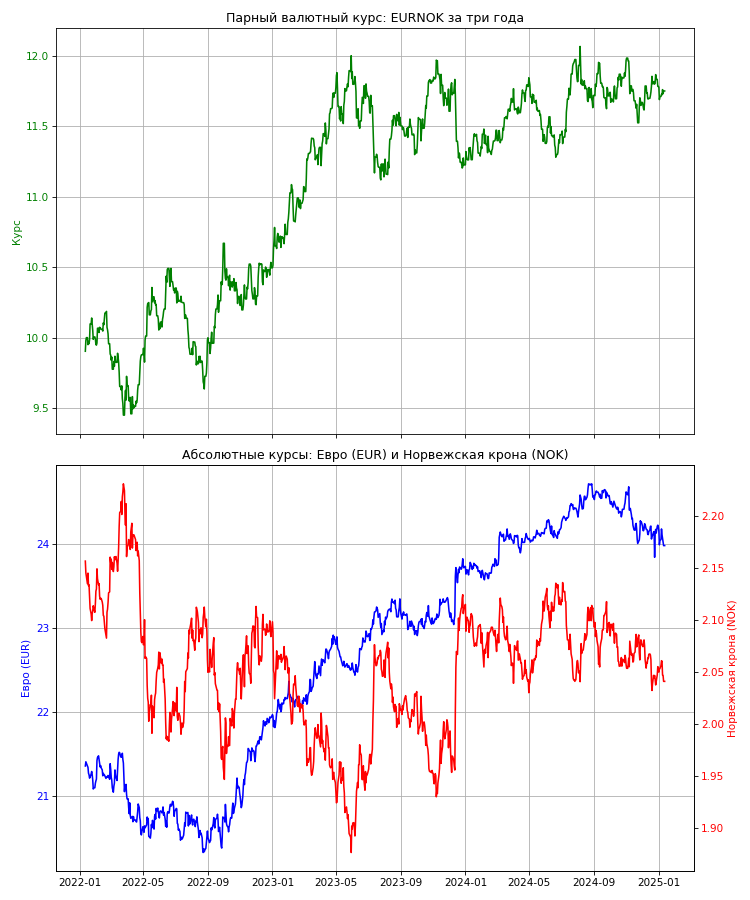 Парный валютный курс: EURNOK за три года
12.0
11.5
11.0
10.5
10.0
9.5
Курс
Абсолютные курсы: Евро (EUR) и Норвежская крона (NOK)
24
23
22
21
Евро (EUR)
2.20
2.15
2.10
2.05
2.00
1.95
1.90
Норвежская крона (NOK)
2022-01 2022-05 2022-09 2023-01 2023-05 2023-09 2024-01 2024-05 2024-09 2025-01